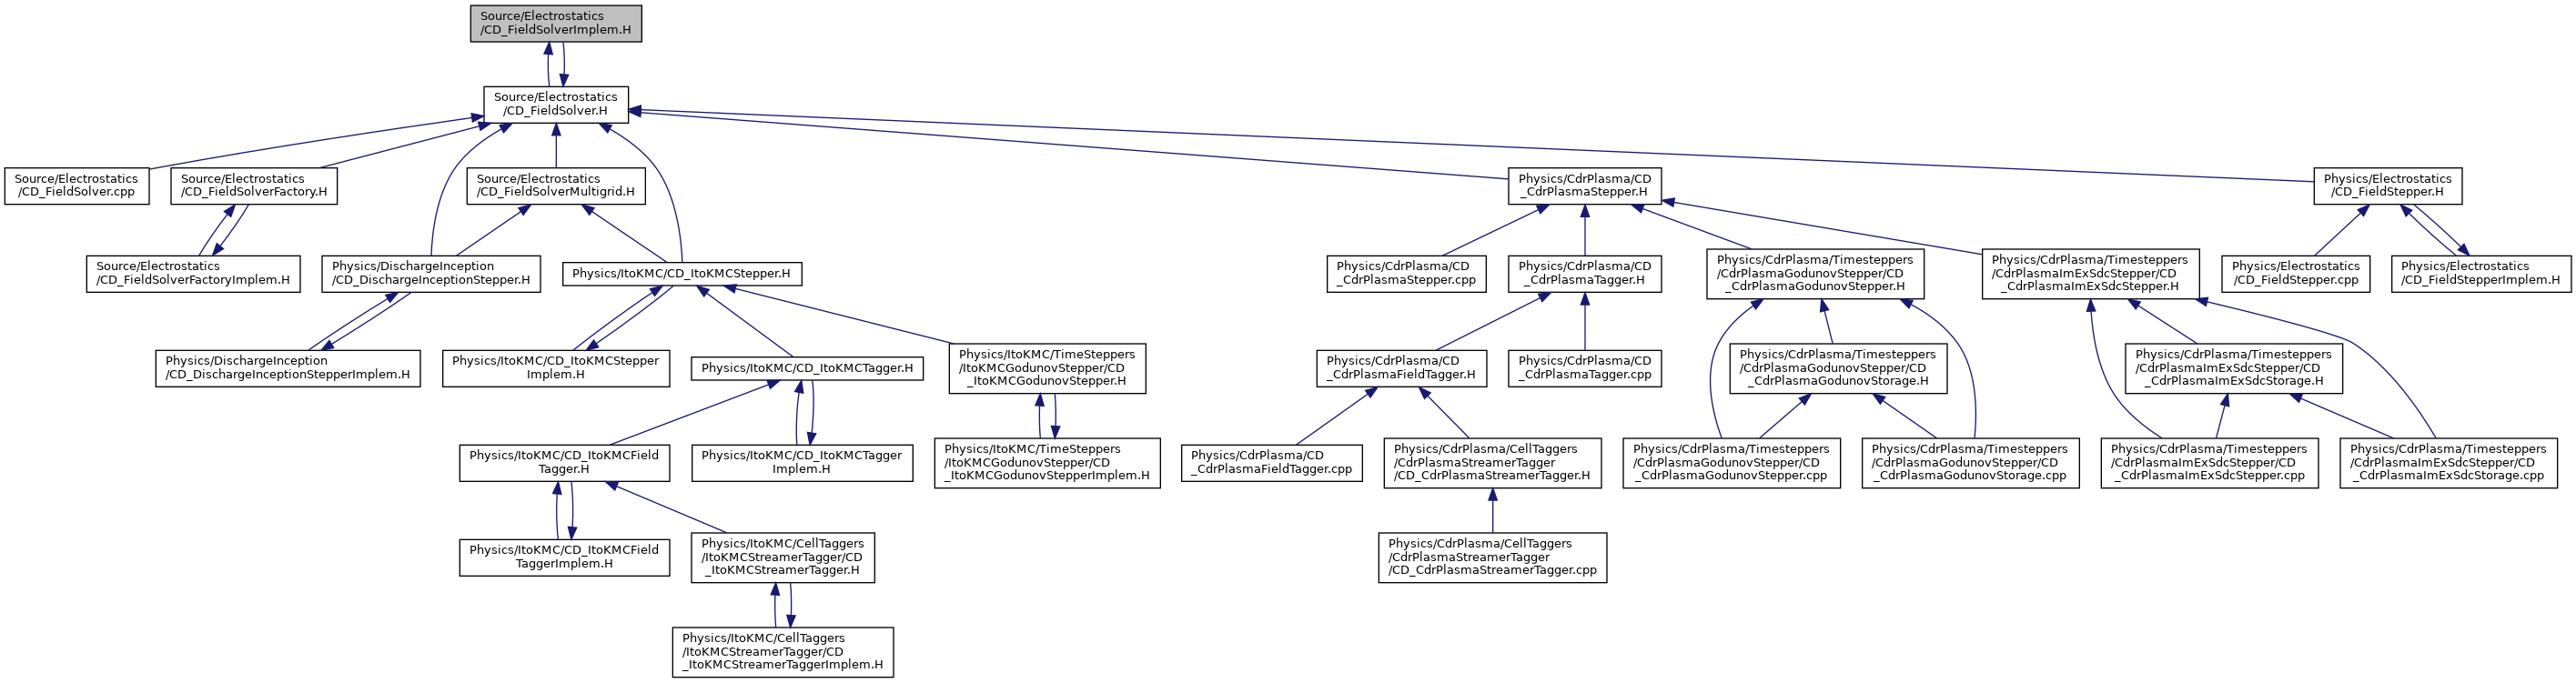 Source/Electrostatics
/CD_FieldSolverImplem.H
Source/Electrostatics
/CD_FieldSolver.H
Source/Electrostatics
/CD_FieldSolver.cpp
Source/Electrostatics
/CD_FieldSolverFactory.H
Source/Electrostatics
/CD_FieldSolverMultigrid.H
Physics/CdrPlasma/CD
_CdrPlasmaStepper.H
Physics/Electrostatics
/CD_FieldStepper.H
Source/Electrostatics
/CD_FieldSolverFactoryImplem.H
Physics/DischargeInception
/CD_DischargeInceptionStepper.H
Physics/ItoKMC/CD_ItoKMCStepper.H
Physics/CdrPlasma/CD
_CdrPlasmaStepper.cpp
Physics/CdrPlasma/CD
_CdrPlasmaTagger.H
Physics/CdrPlasma/Timesteppers
/CdrPlasmaGodunovStepper/CD
_CdrPlasmaGodunovStepper.H
Physics/CdrPlasma/Timesteppers
/CdrPlasmaImExSdcStepper/CD
_CdrPlasmaImExSdcStepper.H
Physics/Electrostatics
/CD_FieldStepper.cpp
Physics/Electrostatics
/CD_FieldStepperImplem.H
Physics/DischargeInception
/CD_DischargeInceptionStepperImplem.H
Physics/ItoKMC/CD_ItoKMCStepper
Implem.H
Physics/ItoKMC/CD_ItoKMCTagger.H
Physics/ItoKMC/TimeSteppers
/ItoKMCGodunovStepper/CD
_ItoKMCGodunovStepper.H
Physics/CdrPlasma/CD
_CdrPlasmaFieldTagger.H
Physics/CdrPlasma/CD
_CdrPlasmaTagger.cpp
Physics/CdrPlasma/Timesteppers
/CdrPlasmaGodunovStepper/CD
_CdrPlasmaGodunovStorage.H
Physics/CdrPlasma/Timesteppers
/CdrPlasmaImExSdcStepper/CD
_CdrPlasmaImExSdcStorage.H
Physics/ItoKMC/CD_ItoKMCField
Tagger.H
Physics/ItoKMC/CD_ItoKMCTagger
Implem.H
Physics/ItoKMC/TimeSteppers
/ItoKMCGodunovStepper/CD
_ItoKMCGodunovStepperImplem.H
Physics/CdrPlasma/CD
_CdrPlasmaFieldTagger.cpp
Physics/CdrPlasma/CellTaggers
/CdrPlasmaStreamerTagger
/CD_CdrPlasmaStreamerTagger.H
Physics/CdrPlasma/Timesteppers
/CdrPlasmaGodunovStepper/CD
_CdrPlasmaGodunovStepper.cpp
Physics/CdrPlasma/Timesteppers
/CdrPlasmaGodunovStepper/CD
_CdrPlasmaGodunovStorage.cpp
Physics/CdrPlasma/Timesteppers
/CdrPlasmaImExSdcStepper/CD
_CdrPlasmaImExSdcStepper.cpp
Physics/CdrPlasma/Timesteppers
/CdrPlasmaImExSdcStepper/CD
_CdrPlasmaImExSdcStorage.cpp
Physics/ItoKMC/CD_ItoKMCField
TaggerImplem.H
Physics/ItoKMC/CellTaggers
/ItoKMCStreamerTagger/CD
_ItoKMCStreamerTagger.H
Physics/CdrPlasma/CellTaggers
/CdrPlasmaStreamerTagger
/CD_CdrPlasmaStreamerTagger.cpp
Physics/ItoKMC/CellTaggers
/ItoKMCStreamerTagger/CD
_ItoKMCStreamerTaggerImplem.H